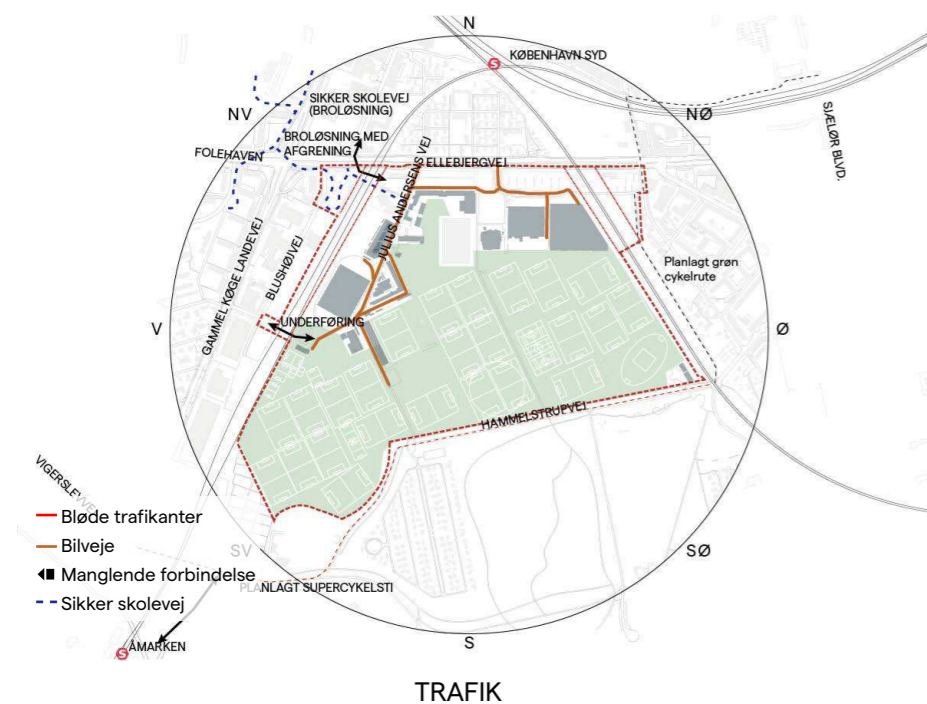 N
KØBENHAVN SYD
SIKKER SKOLEVEJ
(BROLØSNING)
NV
NØ
SJÆLØR BLVD.
BROLØSNING MED
AFGRENING
FOLEHAVEN
ELLEBJERGVEJ
JULIUS ANDERSENS VEJ
GAMMEL KØGE LANDEVEJ
BLUSHØJVEJ
Planlagt grøn
cykelrute
V
UNDERFØRING
Ø
HAMMELSTRUPVEJ
Bløde trafikanter
Bilveje
SV
SØ
Manglende forbindelse
Sikker skolevej
PLANLAGT SUPERCYKELSTI
S
ÅMARKEN
TRAFIK